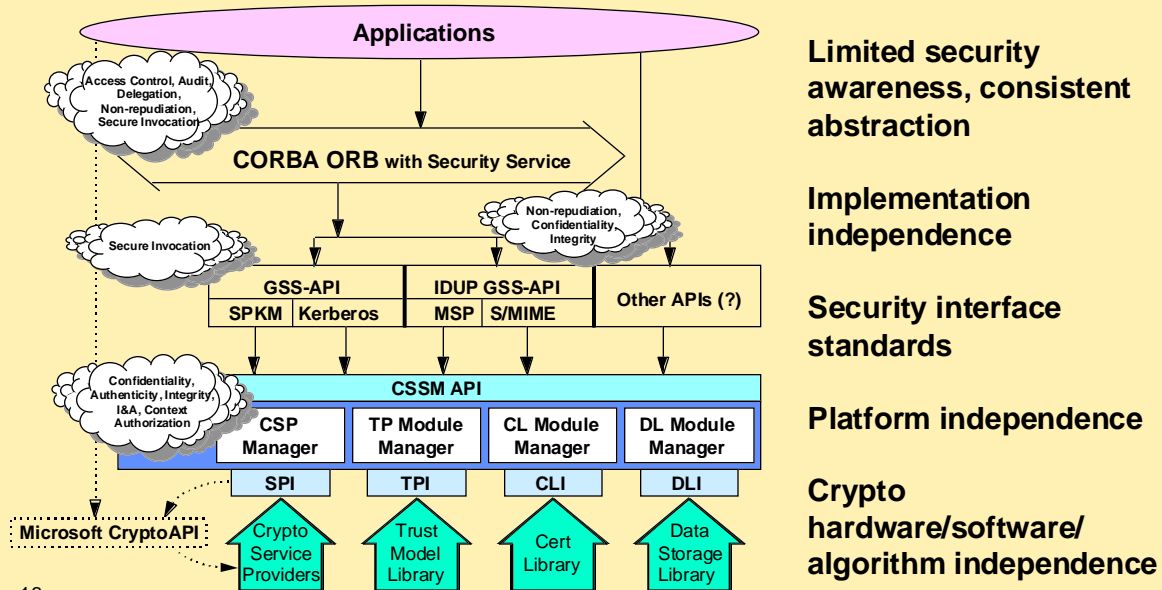 Applications
Limited security
awareness, consistent
abstraction
Access Control, Audit,
Delegation,
Non-repudiation,
Secure Invocation
CORBA ORB with Security Service
Implementation
independence
Non-repudiation,
Confidentiality,
Integrity
Secure Invocation
GSS-API
SPKM
Kerberos
IDUP GSS-API
MSP
S/MIME
Other APIs (?)
Security interface
standards
Confidentiality,
Authenticity, Integrity,
I&A, Context
Authorization
CSSM API
CSP
Manager
TP Module
Manager
CL Module
Manager
DL Module
Manager
Platform independence
SPI
TPI
CLI
DLI
Microsoft CryptoAPI
Crypto
Service
Providers
Trust
Model
Library
Cert
Library
Data
Storage
Library
Crypto
hardware/software/
algorithm independence